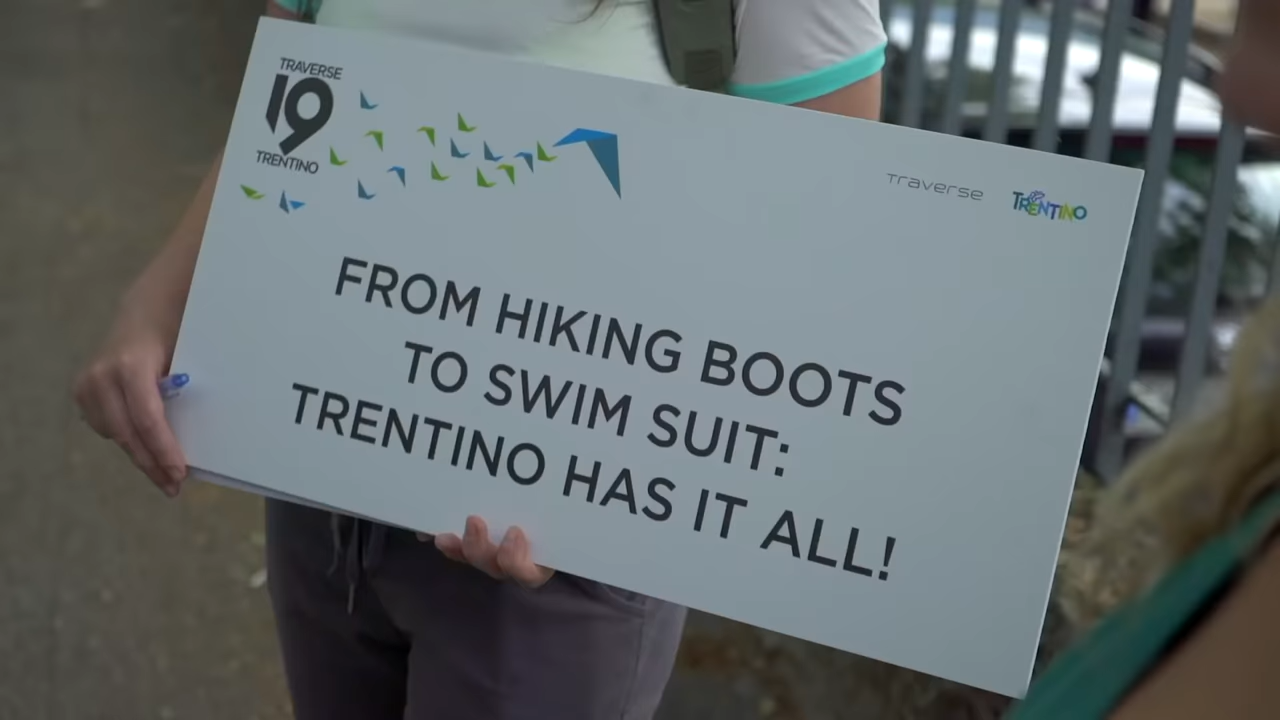 TRAVERSE
19
TRENTINO
traverse
TRENTINO
FROM HIKING BOOTS
TO SWIM SUIT:
TRENTINO HAS IT ALL!